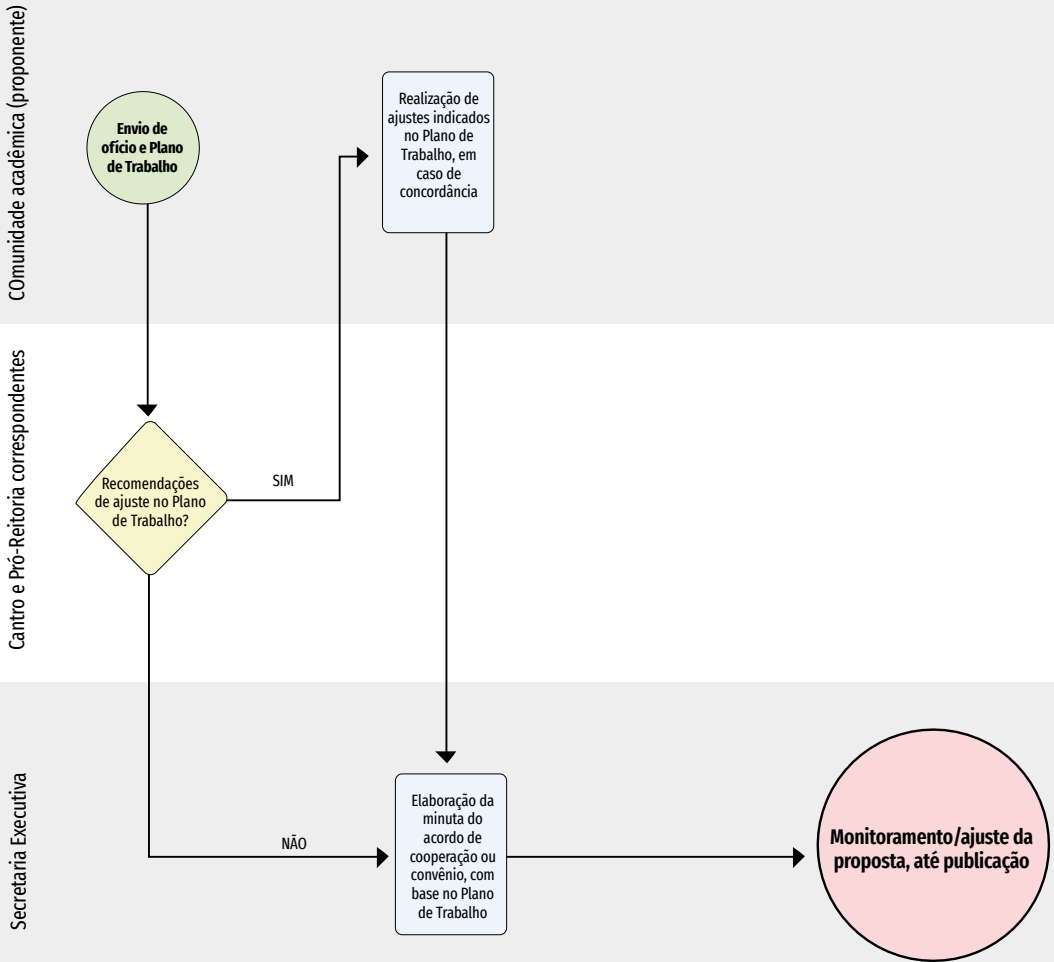 COmunidade acadêmica (proponente)
Envio de
ofício e Plano
de Trabalho
Realização de
ajustes indicados
no Plano de
Trabalho, em
caso de
concordância
Cantro e Pró-Reitoria correspondentes
Recomendações
de ajuste no Plano
de Trabalho?
SIM
Secretaria Executiva
NÃO
Elaboração da
minuta do
acordo de
cooperação ou
convênio, com
base no Plano
de Trabalho
Monitoramento/ajuste da
proposta, até publicação